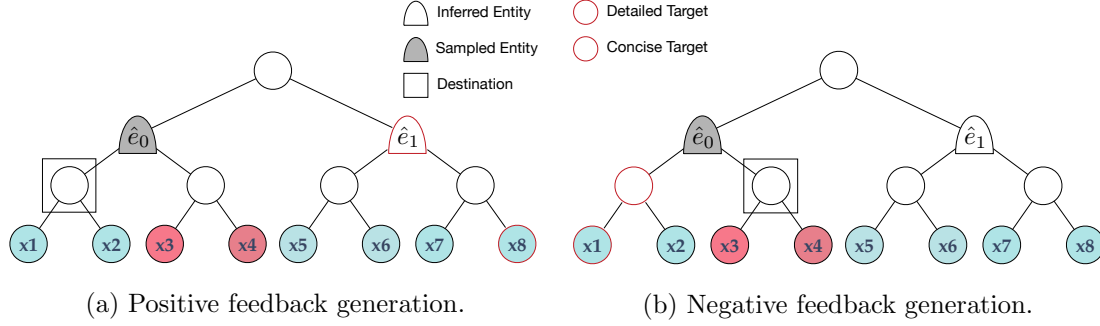 Inferred Entity
Detailed Target
Sampled Entity
Concise Target
Destination
ê₀
ê₁
x1 x2 x3 x4 x5 x6 x7 x8
(a) Positive feedback generation.
ê₀
ê₁
x1 x2 x3 x4 x5 x6 x7 x8
(b) Negative feedback generation.